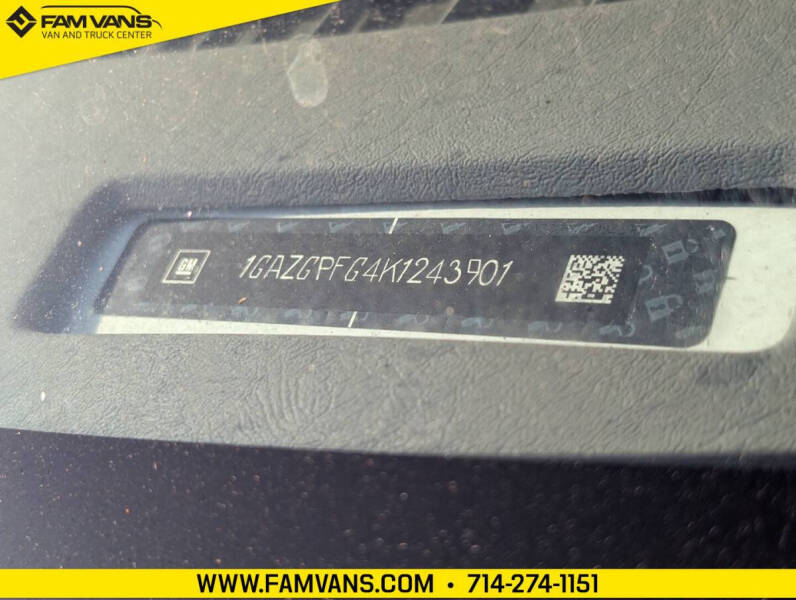 FAM VANS
VAN AND TRUCK CENTER
GM 1GAZGPFG4K1243901
WWW.FAMVANS.COM • 714-274-1151